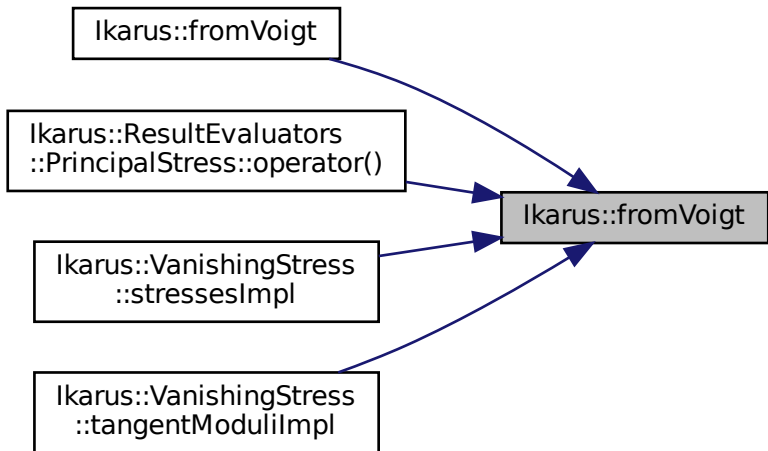 Ikarus::fromVoigt
Ikarus::ResultEvaluators
::PrincipalStress::operator()
Ikarus::fromVoigt
Ikarus::VanishingStress
::stressesImpl
Ikarus::VanishingStress
::tangentModuliImpl